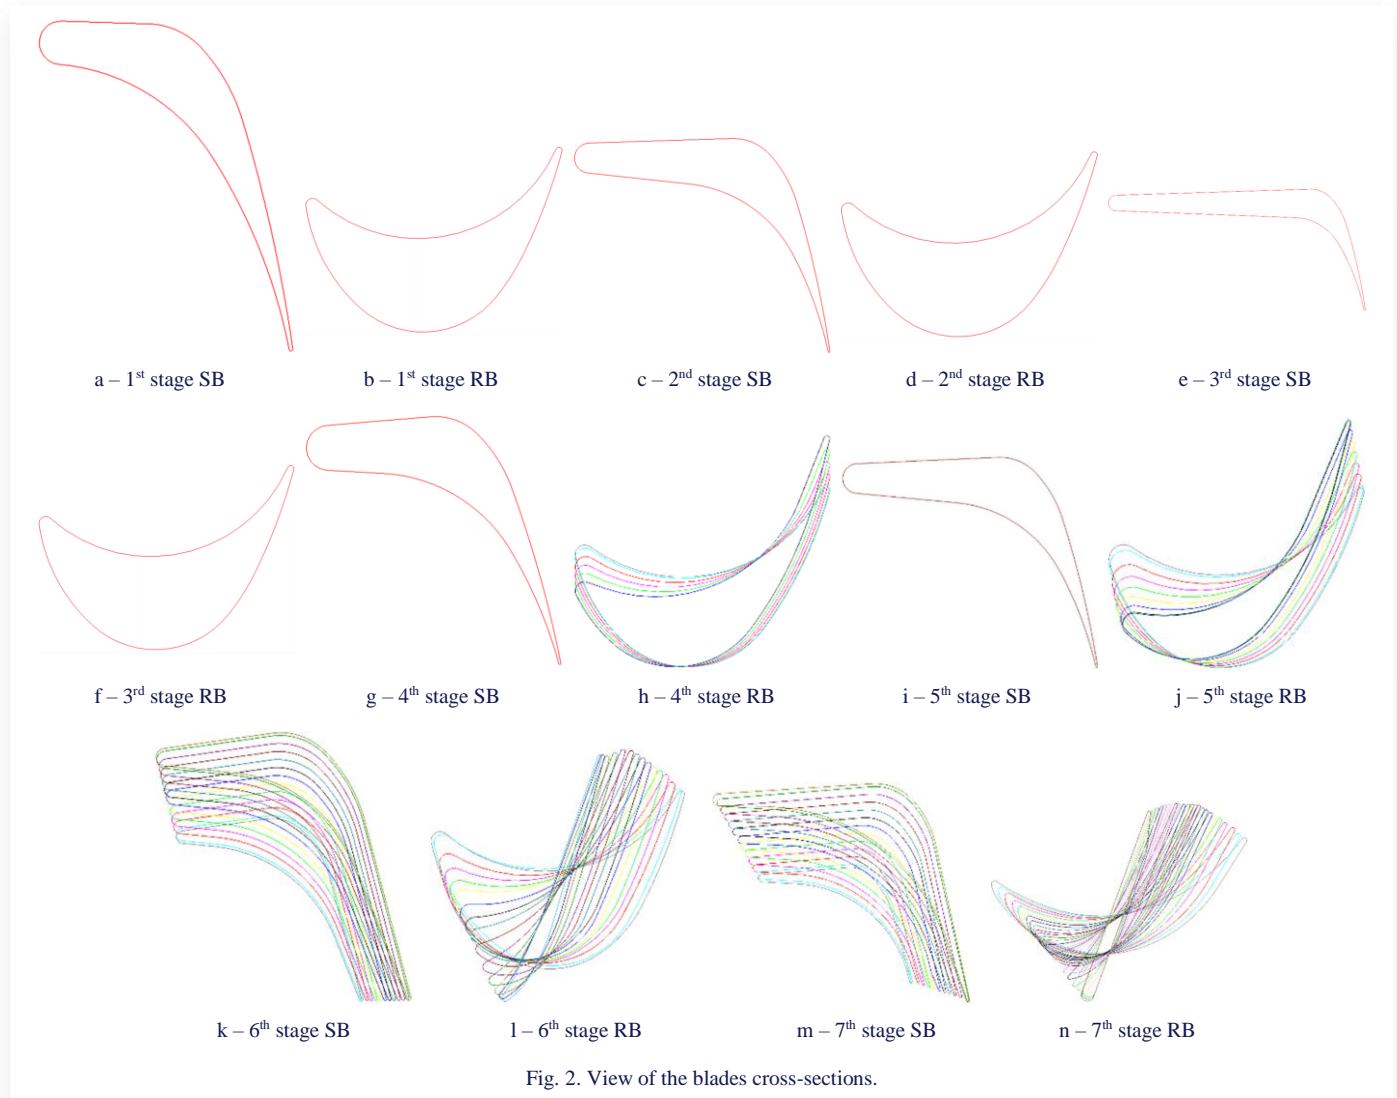 a – 1st stage SB b – 1st stage RB c – 2nd stage SB d – 2nd stage RB e – 3rd stage SB
f – 3rd stage RB g – 4th stage SB h – 4th stage RB i – 5th stage SB j – 5th stage RB
k – 6th stage SB l – 6th stage RB m – 7th stage SB n – 7th stage RB
Fig. 2. View of the blades cross-sections.